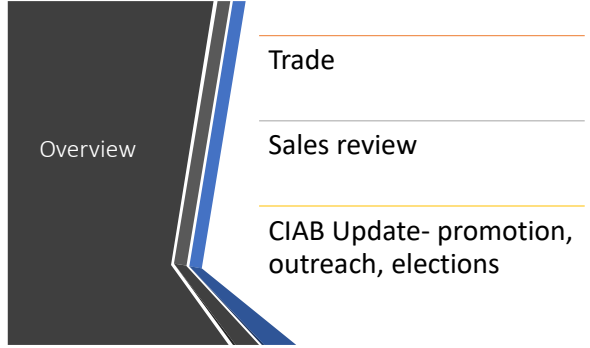 Overview
Trade
Sales review
CIAB Update- promotion,
outreach, elections